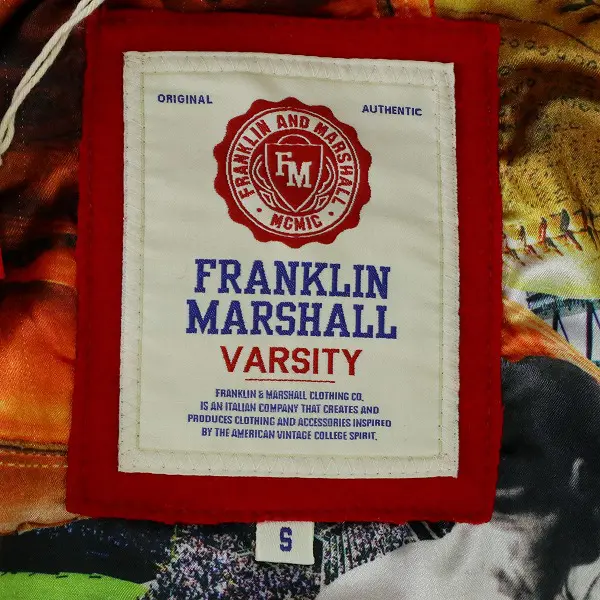 ORIGINAL
AUTHENTIC
FRANKLIN AND MARSHALL
FM
MCMIC
FRANKLIN
MARSHALL
VARSITY
FRANKLIN & MARSHALL CLOTHING CO.
IS AN ITALIAN COMPANY THAT CREATES AND
PRODUCES CLOTHING AND ACCESSORIES INSPIRED
BY THE AMERICAN VINTAGE COLLEGE SPIRIT.
S